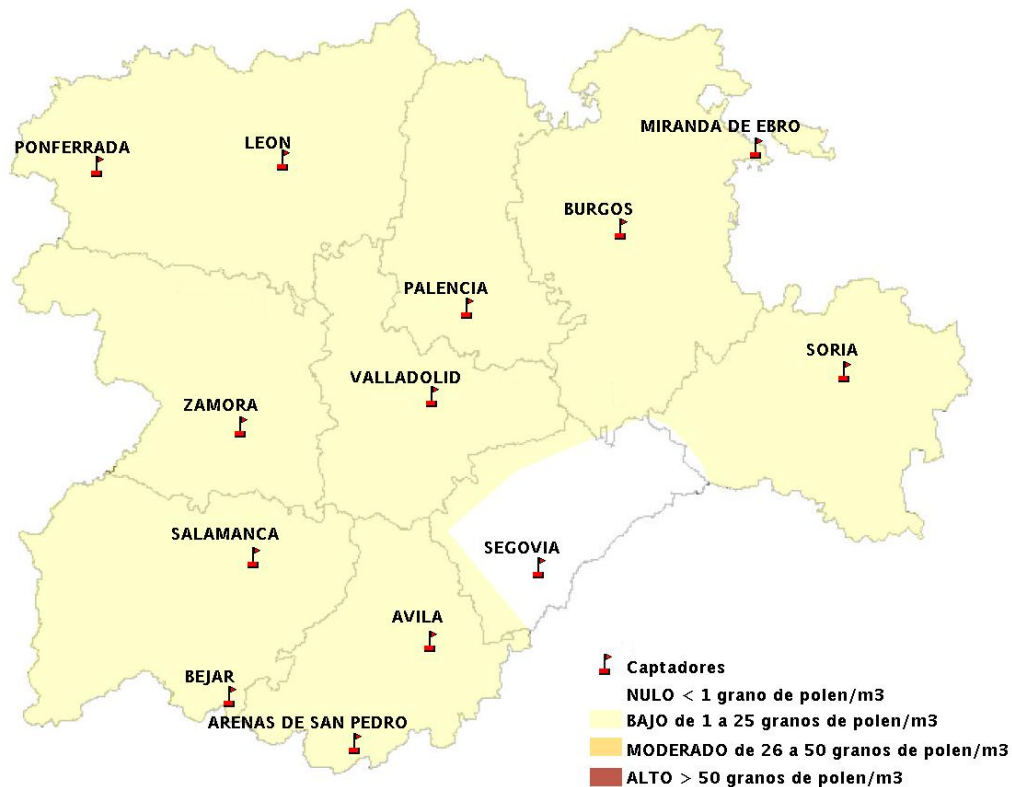 MIRANDA DE EBRO
PONFERRADA
LEON
BURGOS
PALENCIA
SORIA
VALLADOLID
ZAMORA
SALAMANCA
SEGOVIA
AVILA
BEJAR
ARENAS DE SAN PEDRO
Captadores
NULO < 1 grano de polen/m3
BAJO de 1 a 25 granos de polen/m3
MODERADO de 26 a 50 granos de polen/m3
ALTO > 50 granos de polen/m3